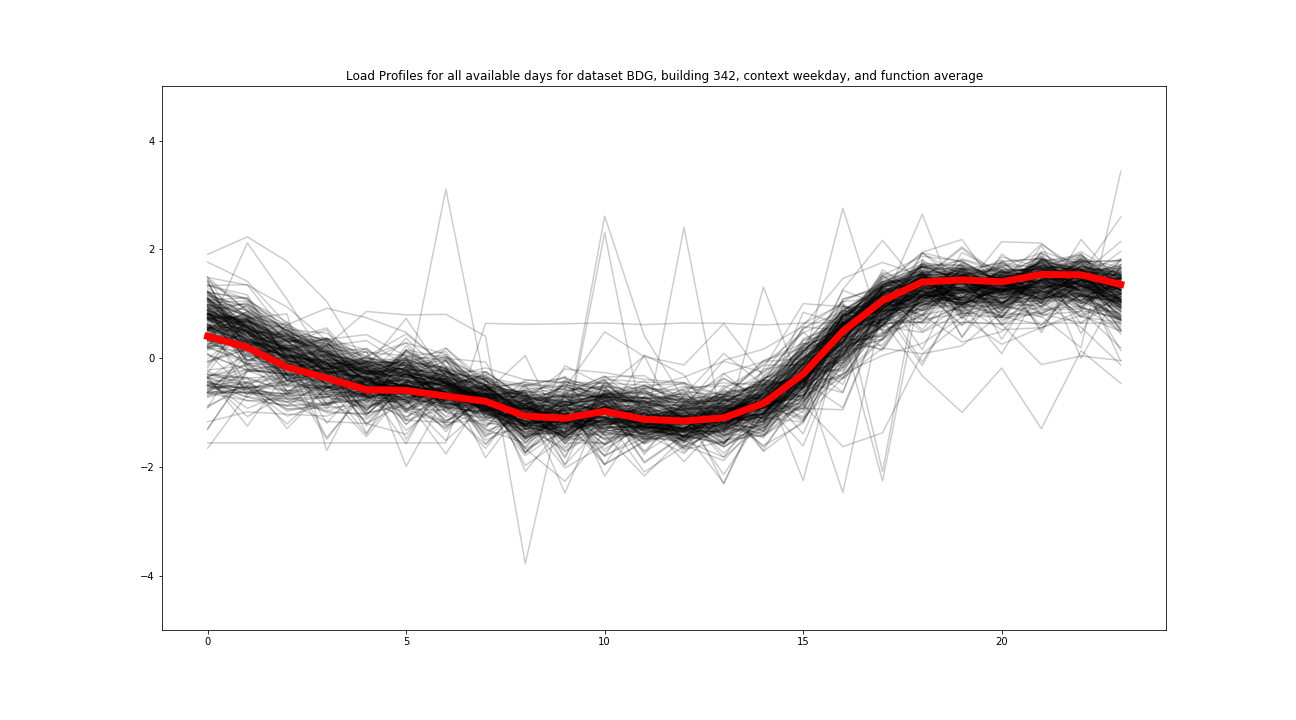 Load Profiles for all available days for dataset BDG, building 342, context weekday, and function average
4
2
0
−2
−4
0 5 10 15 20